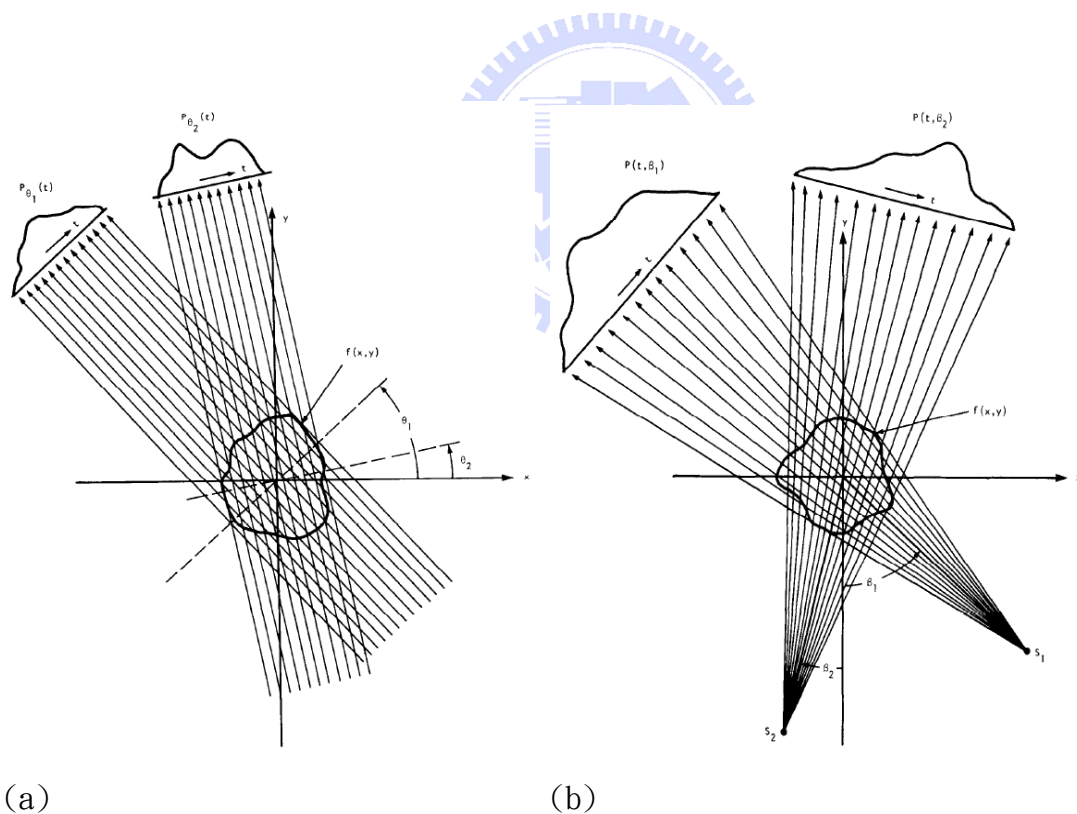 P_θ₂(t)
t
P_θ₁(t)
t
y
f(x,y)
θ₁
θ₂
x
(a)
P(t,β₂)
P(t,β₁)
t
t
y
f(x,y)
β₁
S₁
β₂
S₂
(b)